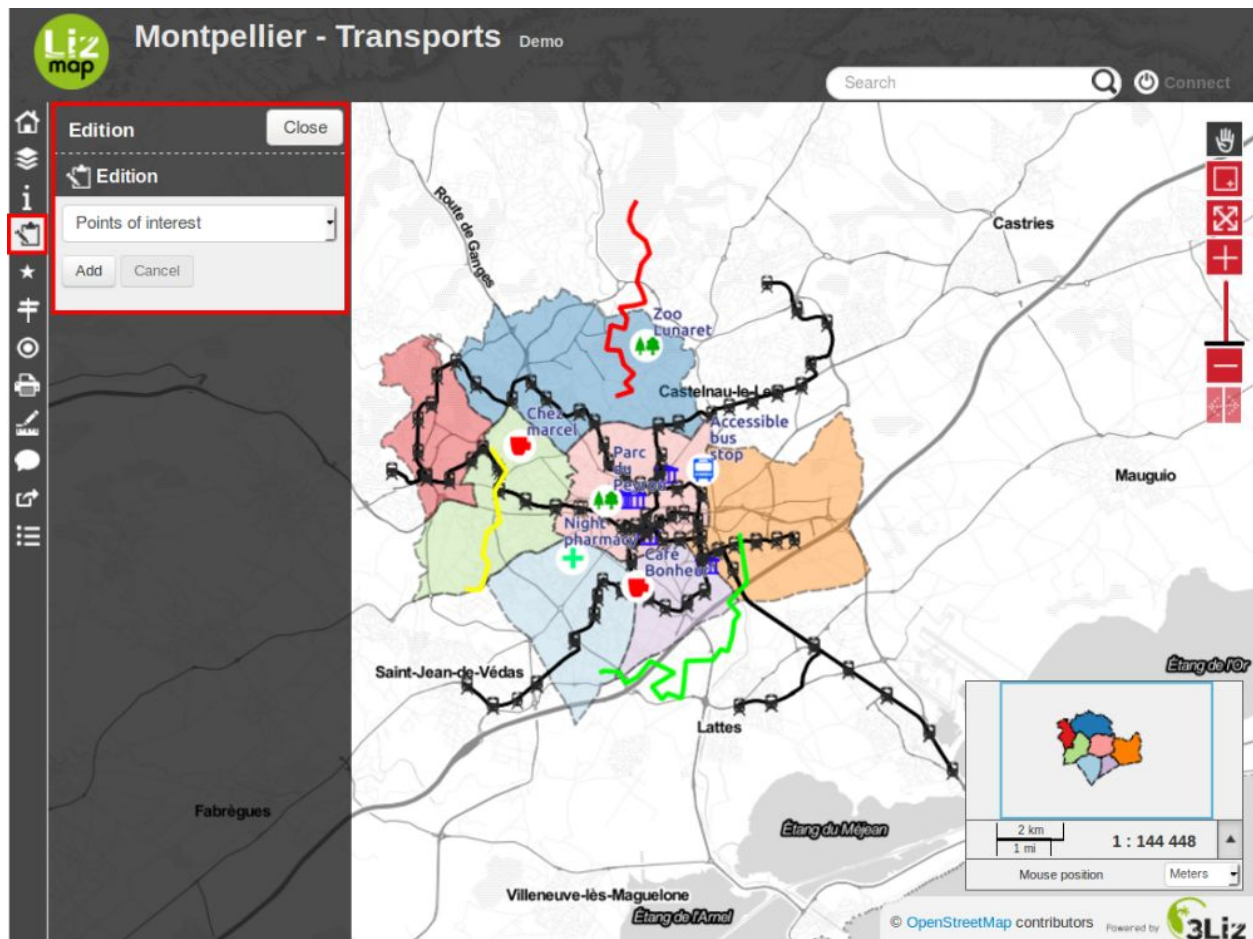 Liz
map
Montpellier - Transports Demo
Search
Connect
Edition
Close
Edition
Points of interest
Add
Cancel
Route de Ganges
Castries
Zoo
Lunaret
Castelnau-le-Lez
Chez
marcel
Accessible
bus
stop
Parc
du
Peyrou
Mauguio
Night
pharmacy
Café
Bonheur
Saint-Jean-de-Védas
Étang de l'Or
Lattes
Fabrègues
Étang du Méjean
2 km
1 mi
1 : 144 448
Mouse position
Meters
Villeneuve-lès-Maguelone
Étang de l'Arnel
© OpenStreetMap contributors Powered by 3Liz